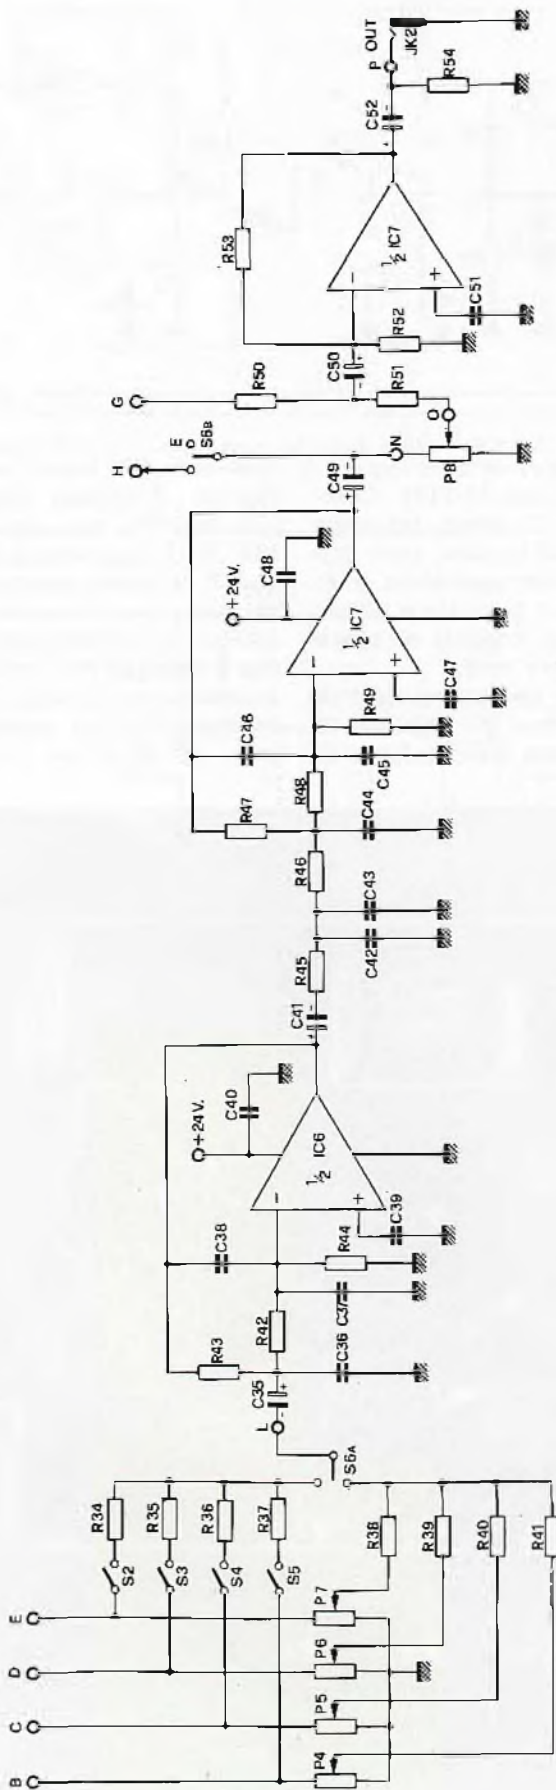 B
C
D
E
S2
R34
S3
R35
S4
R36
S5
R37
P4
P5
P6
P7
R38
R39
R40
R41
S6A
L
- C35 +
R43
R42
C36
C37
C38
R44
+24V.
C40
−
+
½ IC6
C39
+ C41 -
R45
C42
C43
R46
R47
C44
R48
C45
C46
R49
+24V.
C48
−
+
½ IC7
C47
+ C49 -
H
E
S6B
N
P8
O
G
R50
R51
- C50 +
R52
R53
−
+
½ IC7
C51
+ C52 -
R54
P
OUT
JK2